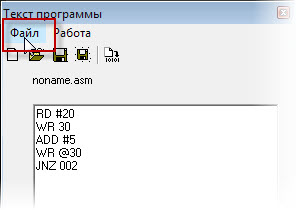 Текст программы
Файл Работа
noname.asm
RD #20
WR 30
ADD #5
WR @30
JNZ 002